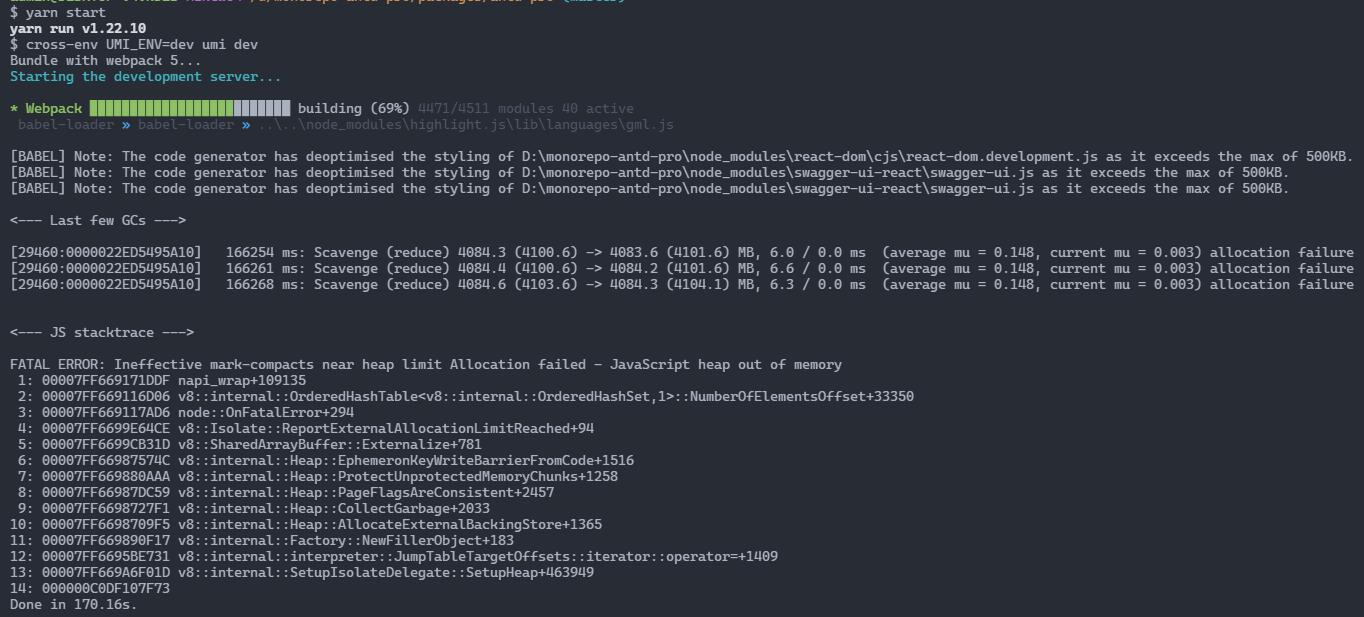 $ yarn start
yarn run v1.22.10
$ cross-env UMI_ENV=dev umi dev
Bundle with webpack 5...
Starting the development server...
* Webpack building (69%) 4471/4511 modules 40 active
babel-loader » babel-loader » ..\..\node_modules\highlight.js\lib\languages\gml.js
[BABEL] Note: The code generator has deoptimised the styling of D:\monorepo-antd-pro\node_modules\react-dom\cjs\react-dom.development.js as it exceeds the max of 500KB.
[BABEL] Note: The code generator has deoptimised the styling of D:\monorepo-antd-pro\node_modules\swagger-ui-react\swagger-ui.js as it exceeds the max of 500KB.
[BABEL] Note: The code generator has deoptimised the styling of D:\monorepo-antd-pro\node_modules\swagger-ui-react\swagger-ui.js as it exceeds the max of 500KB.
<--- Last few GCs --->
[29460:0000022ED5495A10]   166254 ms: Scavenge (reduce) 4084.3 (4100.6) -> 4083.6 (4101.6) MB, 6.0 / 0.0 ms  (average mu = 0.148, current mu = 0.003) allocation failure
[29460:0000022ED5495A10]   166261 ms: Scavenge (reduce) 4084.4 (4100.6) -> 4084.2 (4101.6) MB, 6.6 / 0.0 ms  (average mu = 0.148, current mu = 0.003) allocation failure
[29460:0000022ED5495A10]   166268 ms: Scavenge (reduce) 4084.6 (4103.6) -> 4084.3 (4104.1) MB, 6.3 / 0.0 ms  (average mu = 0.148, current mu = 0.003) allocation failure
<--- JS stacktrace --->
FATAL ERROR: Ineffective mark-compacts near heap limit Allocation failed - JavaScript heap out of memory
 1: 00007FF669171DDF napi_wrap+109135
 2: 00007FF669116D06 v8::internal::OrderedHashTable<v8::internal::OrderedHashSet,1>::NumberOfElementsOffset+33350
 3: 00007FF669117AD6 node::OnFatalError+294
 4: 00007FF6699E64CE v8::Isolate::ReportExternalAllocationLimitReached+94
 5: 00007FF6699CB31D v8::SharedArrayBuffer::Externalize+781
 6: 00007FF66987574C v8::internal::Heap::EphemeronKeyWriteBarrierFromCode+1516
 7: 00007FF669880AAA v8::internal::Heap::ProtectUnprotectedMemoryChunks+1258
 8: 00007FF66987DC59 v8::internal::Heap::PageFlagsAreConsistent+2457
 9: 00007FF6698727F1 v8::internal::Heap::CollectGarbage+2033
10: 00007FF6698709F5 v8::internal::Heap::AllocateExternalBackingStore+1365
11: 00007FF669890F17 v8::internal::Factory::NewFillerObject+183
12: 00007FF6695BE731 v8::internal::interpreter::JumpTableTargetOffsets::iterator::operator=+1409
13: 00007FF669A6F01D v8::internal::SetupIsolateDelegate::SetupHeap+463949
14: 000000C0DF107F73
Done in 170.16s.